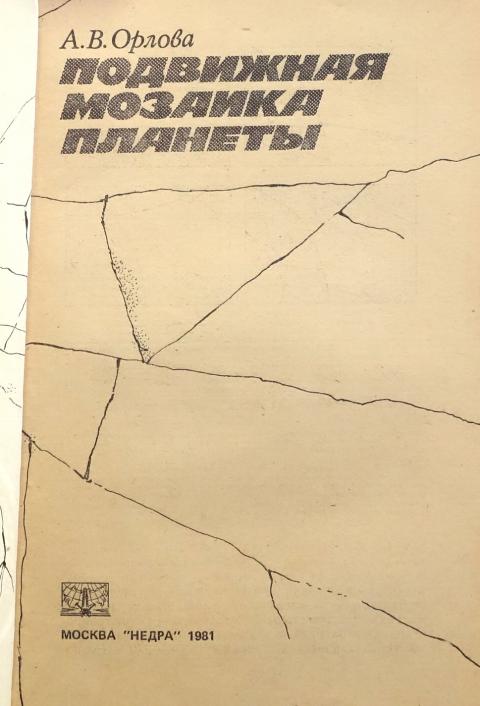 А.В.Орлова
ПОДВИЖНАЯ
МОЗАИКА
ПЛАНЕТЫ
МОСКВА "НЕДРА" 1981